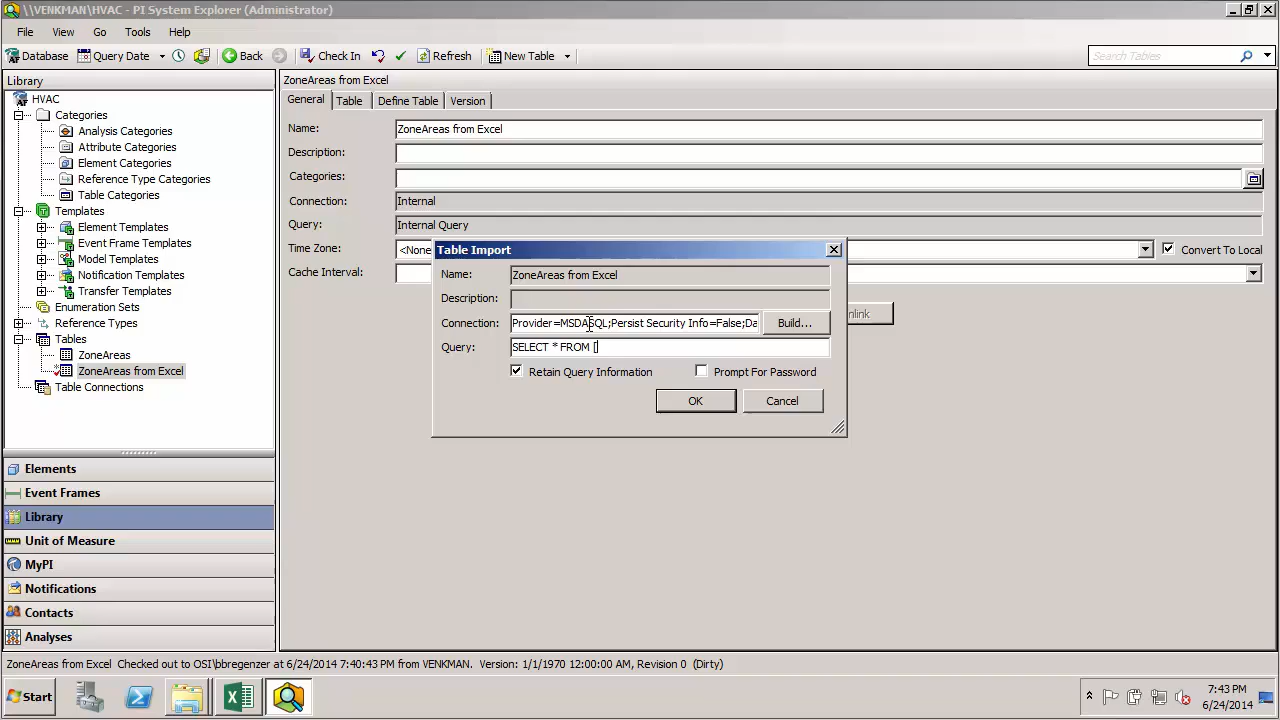 \\VENKMAN\HVAC - PI System Explorer (Administrator)
File View Go Tools Help
Database Query Date Back Check In Refresh New Table Search Tables
Library
HVAC
Categories
Analysis Categories
Attribute Categories
Element Categories
Reference Type Categories
Table Categories
Templates
Element Templates
Event Frame Templates
Model Templates
Notification Templates
Transfer Templates
Enumeration Sets
Reference Types
Tables
ZoneAreas
ZoneAreas from Excel
Table Connections
Elements
Event Frames
Library
Unit of Measure
MyPI
Notifications
Contacts
Analyses
ZoneAreas from Excel
General Table Define Table Version
Name: ZoneAreas from Excel
Description:
Categories:
Connection: Internal
Query: Internal Query
Time Zone: <None Convert To Local
Cache Interval:
nlink
Table Import
Name: ZoneAreas from Excel
Description:
Connection: Provider=MSDASQL;Persist Security Info=False;Da Build...
Query: SELECT * FROM [
Retain Query Information Prompt For Password
OK Cancel
ZoneAreas from Excel Checked out to OSI\bbregenzer at 6/24/2014 7:40:43 PM from VENKMAN. Version: 1/1/1970 12:00:00 AM, Revision 0 (Dirty)
Start
7:43 PM
6/24/2014